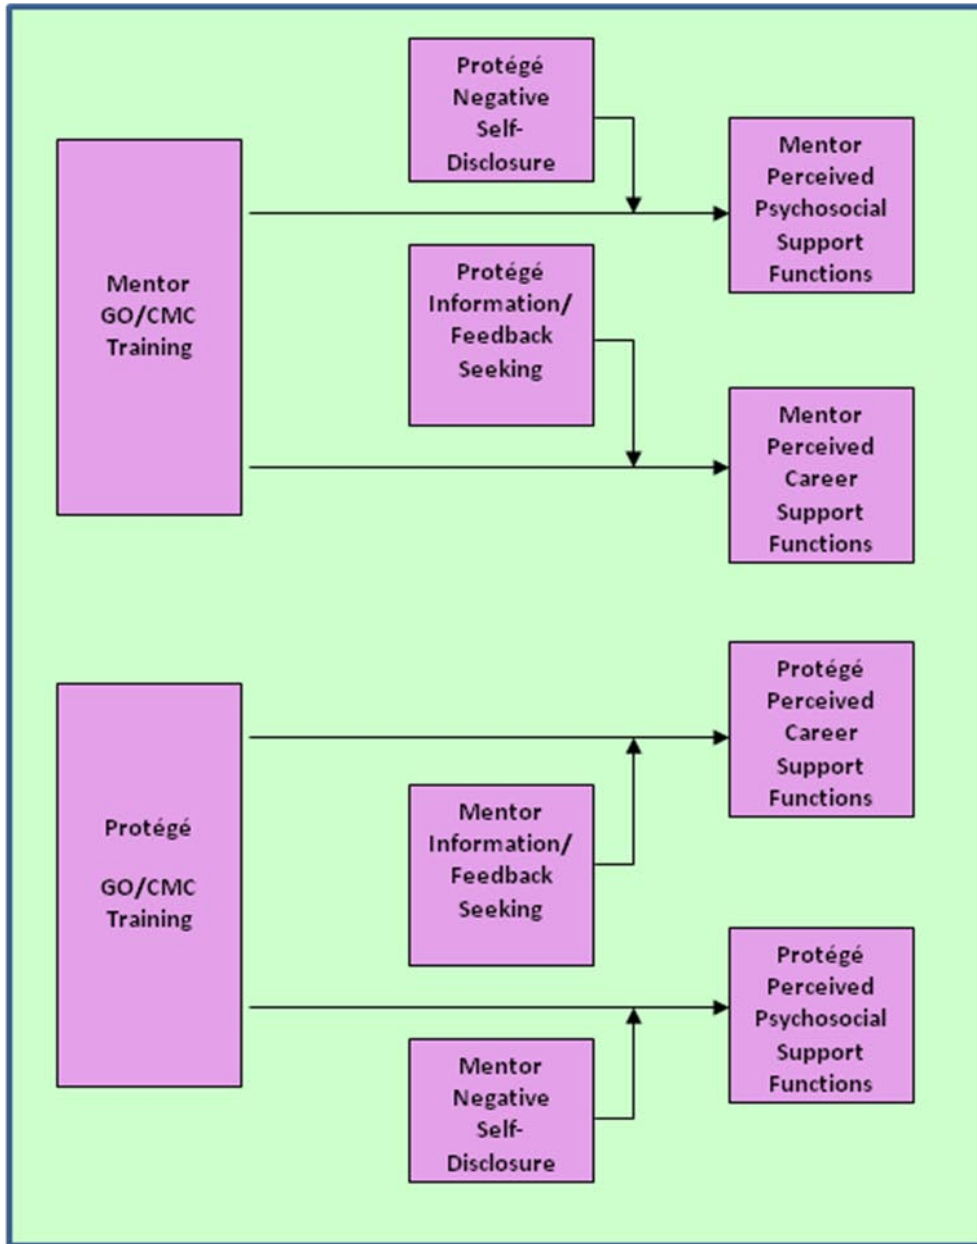 Protégé
Negative
Self-
Disclosure
Mentor
Perceived
Psychosocial
Support
Functions
Mentor
GO/CMC
Training
Protégé
Information/
Feedback
Seeking
Mentor
Perceived
Career
Support
Functions
Protégé
Perceived
Career
Support
Functions
Protégé
GO/CMC
Training
Mentor
Information/
Feedback
Seeking
Protégé
Perceived
Psychosocial
Support
Functions
Mentor
Negative
Self-
Disclosure